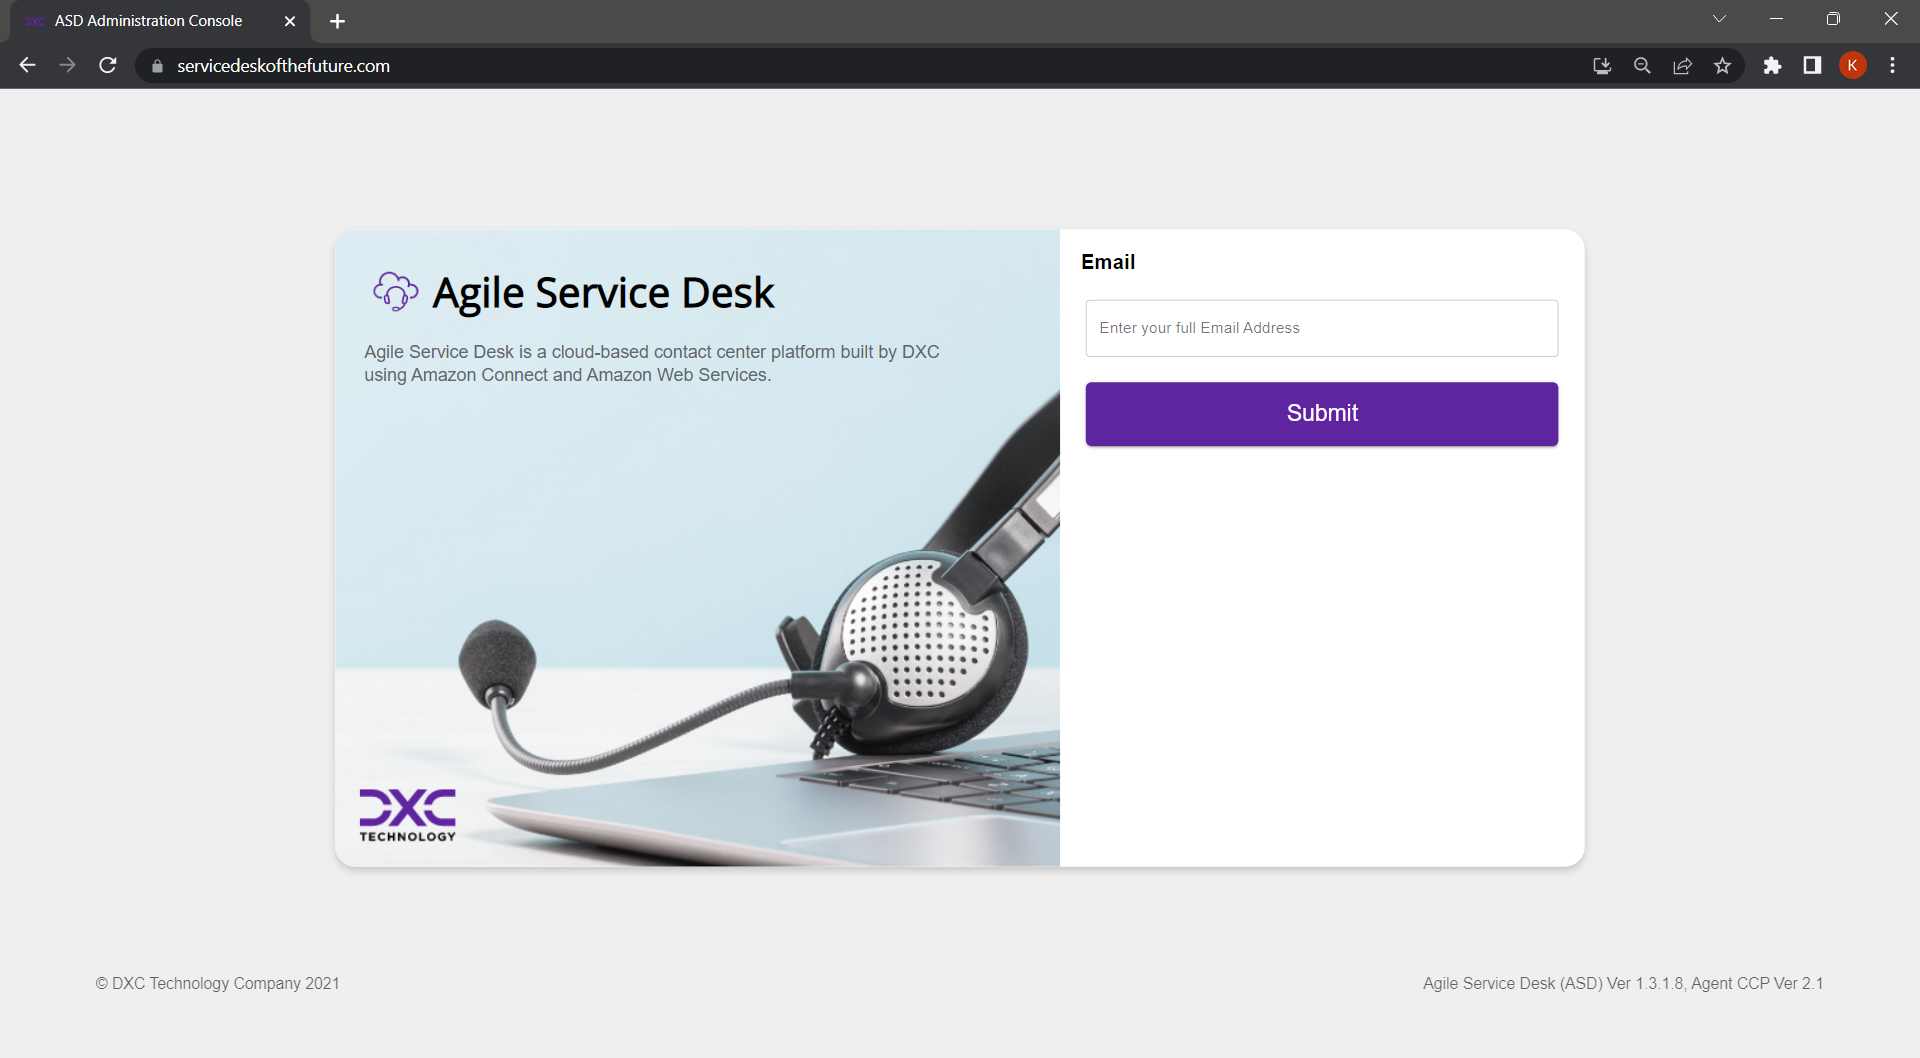 ASD Administration Console
servicedeskofthefuture.com
K
Agile Service Desk
Agile Service Desk is a cloud-based contact center platform built by DXC
using Amazon Connect and Amazon Web Services.
DXC
TECHNOLOGY
Email
Enter your full Email Address
Submit
© DXC Technology Company 2021
Agile Service Desk (ASD) Ver 1.3.1.8, Agent CCP Ver 2.1